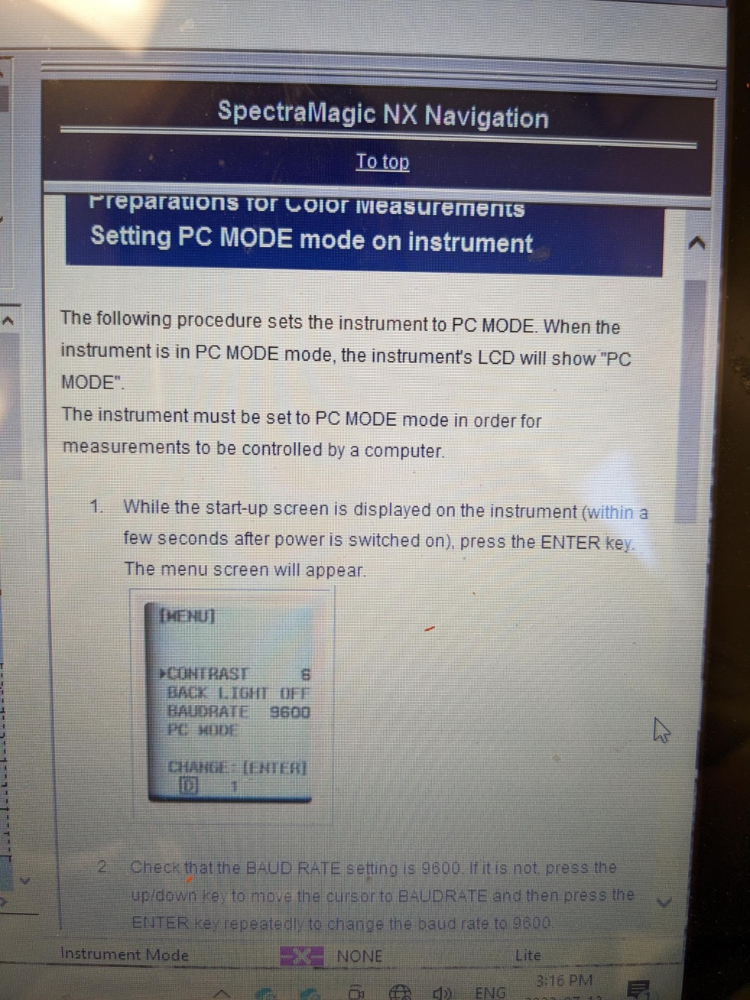 SpectraMagic NX Navigation
To top
Preparations for Color Measurements
Setting PC MODE mode on instrument
The following procedure sets the instrument to PC MODE. When the
instrument is in PC MODE mode, the instrument's LCD will show "PC
MODE".
The instrument must be set to PC MODE mode in order for
measurements to be controlled by a computer.
1. While the start-up screen is displayed on the instrument (within a
few seconds after power is switched on), press the ENTER key.
The menu screen will appear.
[MENU]
CONTRAST 6
BACK LIGHT OFF
BAUDRATE 9600
PC MODE
CHANGE:[ENTER]
D 1
2. Check that the BAUD RATE setting is 9600. If it is not, press the
up/down key to move the cursor to BAUDRATE and then press the
ENTER key repeatedly to change the baud rate to 9600.
Instrument Mode NONE Lite
3:16 PM
ENG